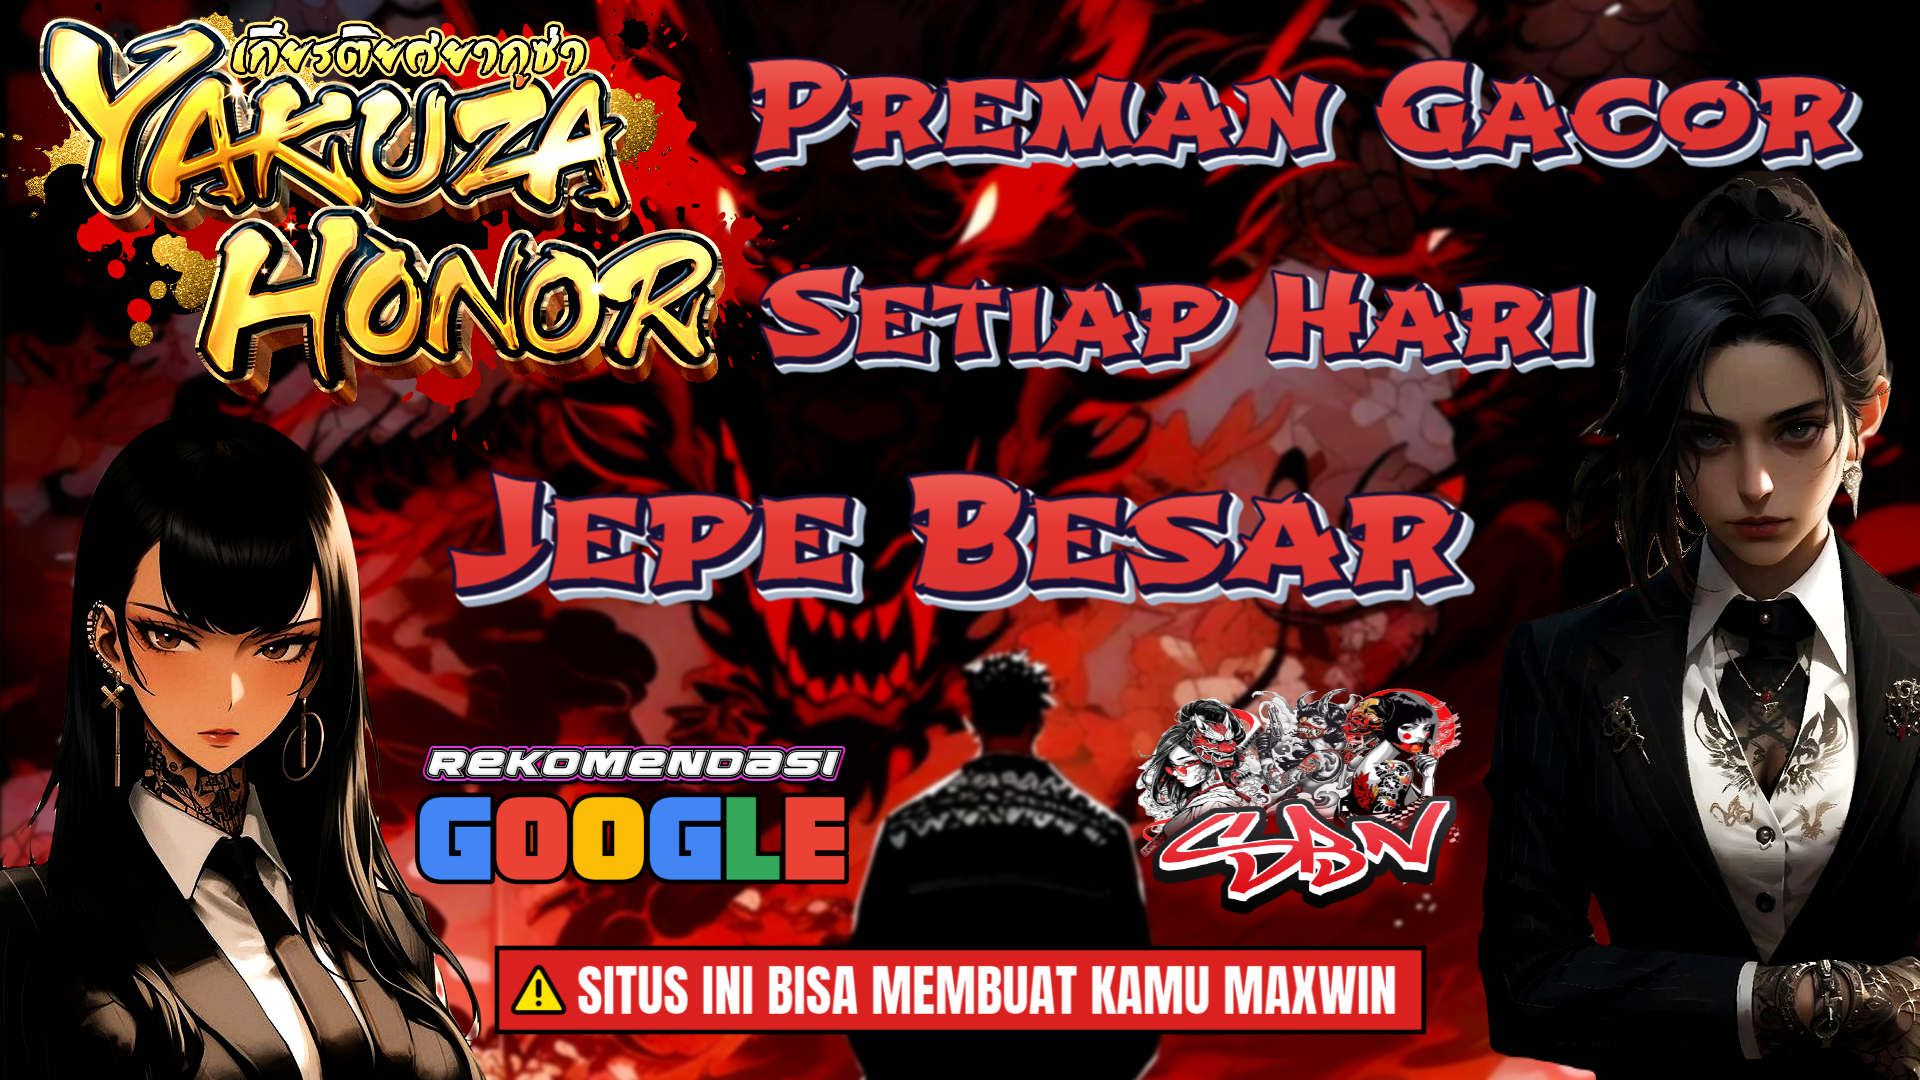 เกียรติยศยากูซ่า
YAKUZA
HONOR
PREMAN GACOR
SETIAP HARI
JEPE BESAR
REKOMENDASI
GOOGLE
SBN
SITUS INI BISA MEMBUAT KAMU MAXWIN